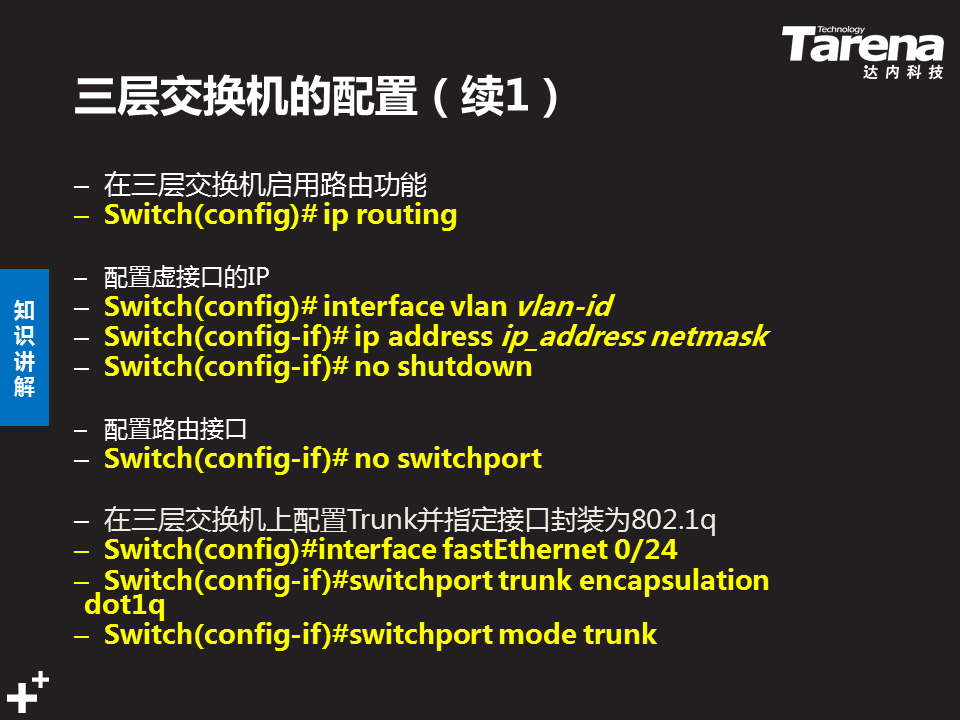 Technology
Tarena
达内科技
三层交换机的配置（续1）
– 在三层交换机启用路由功能
– Switch(config)# ip routing
– 配置虚接口的IP
– Switch(config)# interface vlan vlan-id
– Switch(config-if)# ip address ip_address netmask
– Switch(config-if)# no shutdown
知
识
讲
解
– 配置路由接口
– Switch(config-if)# no switchport
– 在三层交换机上配置Trunk并指定接口封装为802.1q
– Switch(config)#interface fastEthernet 0/24
– Switch(config-if)#switchport trunk encapsulation
dot1q
– Switch(config-if)#switchport mode trunk